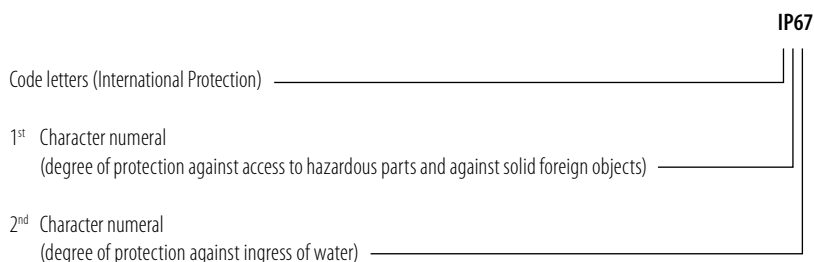 IP67
Code letters (International Protection)
1st Character numeral
(degree of protection against access to hazardous parts and against solid foreign objects)
2nd Character numeral
(degree of protection against ingress of water)